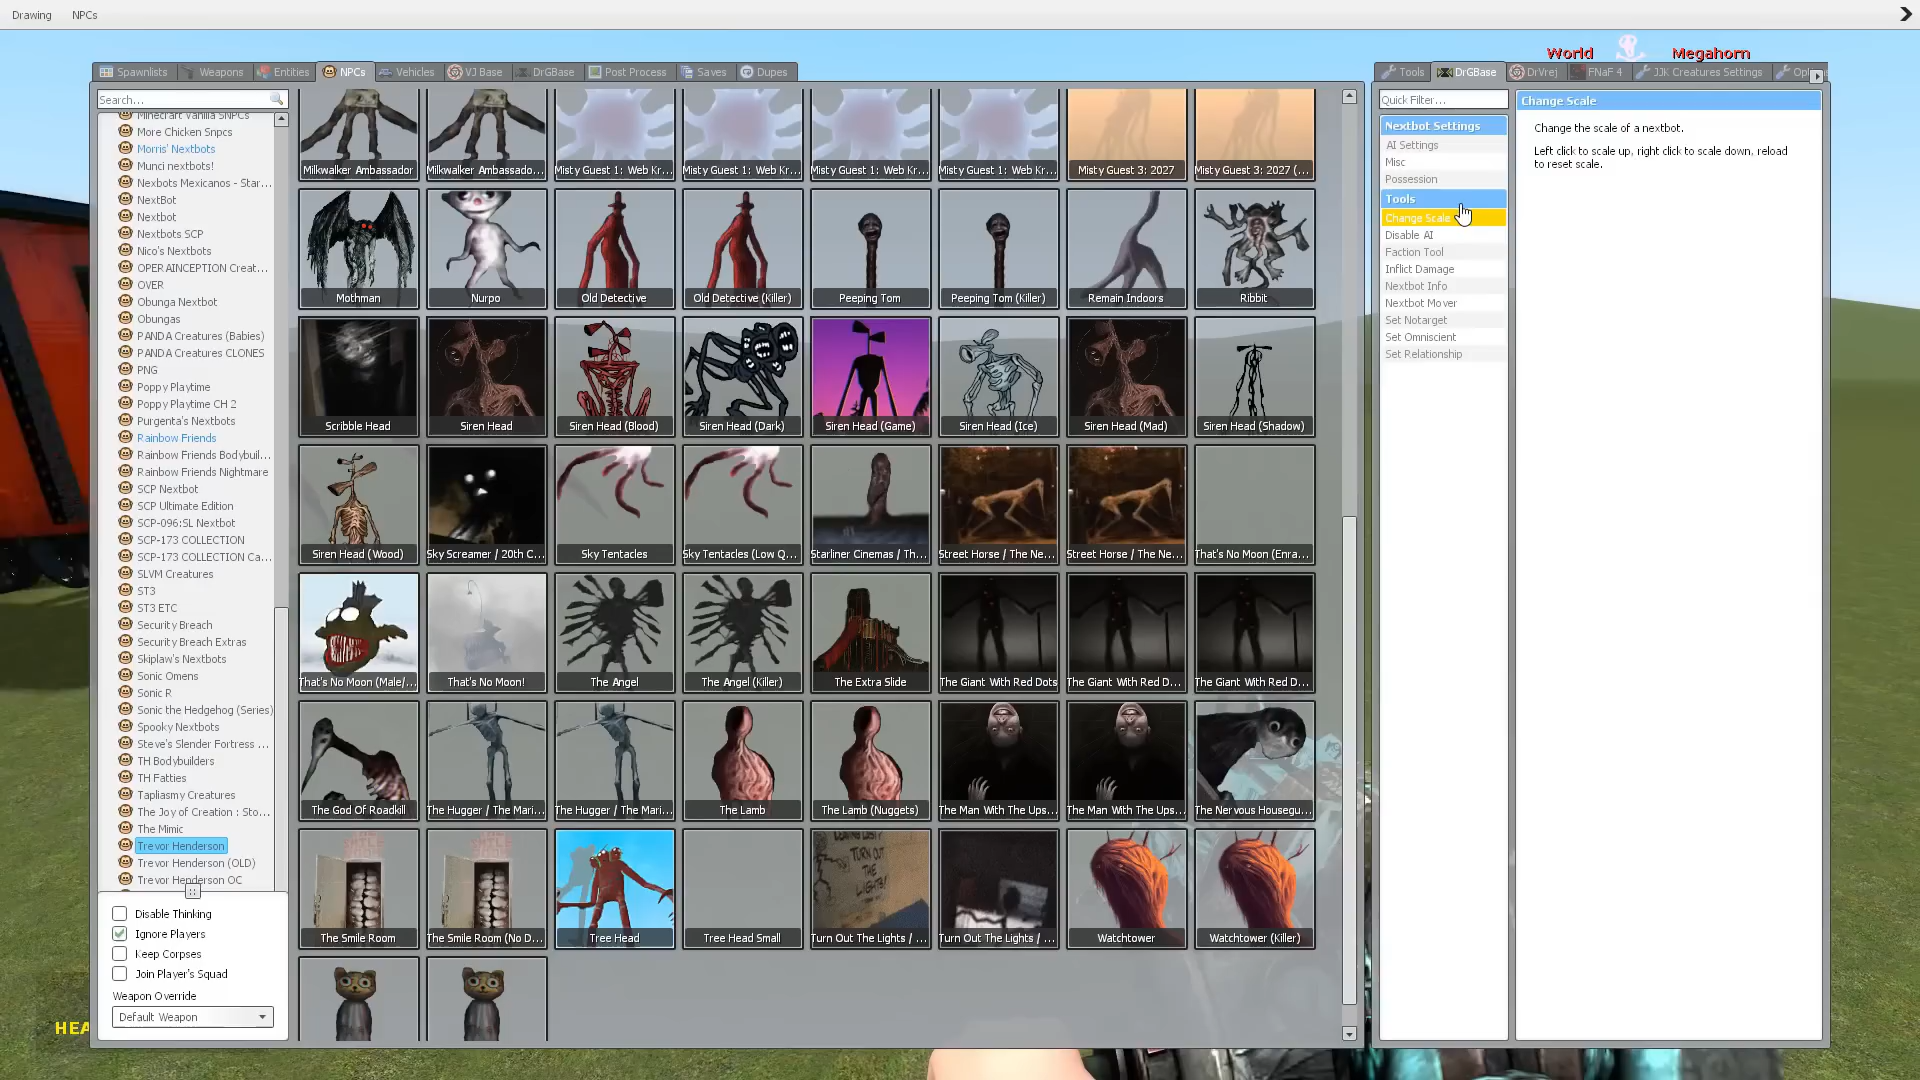 Drawing NPCs
World Megahorn
Spawnlists Weapons Entities NPCs Vehicles VJ Base DrGBase Post Process Saves Dupes
Tools DrGBase DrVrej FNaF 4 JJK Creatures Settings
Search...
Minecraft Vanilla SNPCs
More Chicken Snpcs
Morris' Nextbots
Munci nextbots!
Nexbots Mexicanos - Star...
NextBot
Nextbot
Nextbots SCP
Nico's Nextbots
OPERAINCEPTION Creat...
OVER
Obunga Nextbot
Obungas
PANDA Creatures (Babies)
PANDA Creatures CLONES
PNG
Poppy Playtime
Poppy Playtime CH 2
Purgenta's Nextbots
Rainbow Friends
Rainbow Friends Bodybuil...
Rainbow Friends Nightmare
SCP Nextbot
SCP Ultimate Edition
SCP-096:SL Nextbot
SCP-173 COLLECTION
SCP-173 COLLECTION Ca...
SLVM Creatures
ST3
ST3 ETC
Security Breach
Security Breach Extras
Skiplaw's Nextbots
Sonic Omens
Sonic R
Sonic the Hedgehog (Series)
Spooky Nextbots
Steve's Slender Fortress ...
TH Bodybuilders
TH Fatties
Tapliasmy Creatures
The Joy of Creation : Sto...
The Mimic
Trevor Henderson
Trevor Henderson (OLD)
Trevor Henderson OC
Disable Thinking
Ignore Players
Keep Corpses
Join Player's Squad
Weapon Override
Default Weapon
HEA
Milkwalker Ambassador Milkwalker Ambassado... Misty Guest 1: Web Kr... Misty Guest 1: Web Kr... Misty Guest 1: Web Kr... Misty Guest 1: Web Kr... Misty Guest 3: 2027 Misty Guest 3: 2027 (...
Mothman Nurpo Old Detective Old Detective (Killer) Peeping Tom Peeping Tom (Killer) Remain Indoors Ribbit
Scribble Head Siren Head Siren Head (Blood) Siren Head (Dark) Siren Head (Game) Siren Head (Ice) Siren Head (Mad) Siren Head (Shadow)
Siren Head (Wood) Sky Screamer / 20th C... Sky Tentacles Sky Tentacles (Low Q... Starliner Cinemas / Th... Street Horse / The Ne... Street Horse / The Ne... That's No Moon (Enra...
That's No Moon (Male/... That's No Moon! The Angel The Angel (Killer) The Extra Slide The Giant With Red Dots The Giant With Red D... The Giant With Red D...
The God Of Roadkill The Hugger / The Mari... The Hugger / The Mari... The Lamb The Lamb (Nuggets) The Man With The Ups... The Man With The Ups... The Nervous Housegu...
TURN OUT
THE
LIGHTS!
The Smile Room The Smile Room (No D... Tree Head Tree Head Small Turn Out The Lights / ... Turn Out The Lights / ... Watchtower Watchtower (Killer)
Quick Filter...
Nextbot Settings
AI Settings
Misc
Possession
Tools
Change Scale
Disable AI
Faction Tool
Inflict Damage
Nextbot Info
Nextbot Mover
Set Notarget
Set Omniscient
Set Relationship
Change Scale
Change the scale of a nextbot.
Left click to scale up, right click to scale down, reload
to reset scale.